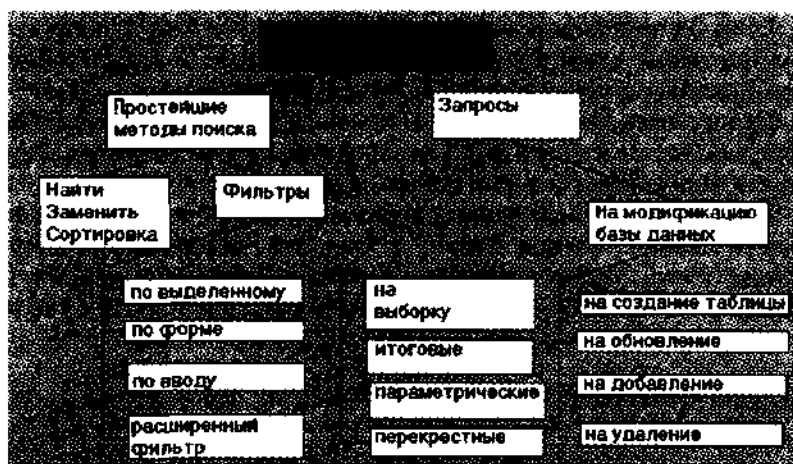 Простейшие
методы поиска
Запросы
Найти
Заменить
Сортировка
Фильтры
На модификацию
базы данных
по выделенному
по форме
по вводу
расширенный
фильтр
на
выборку
итоговые
параметрические
перекрестные
на создание таблицы
на обновление
на добавление
на удаление